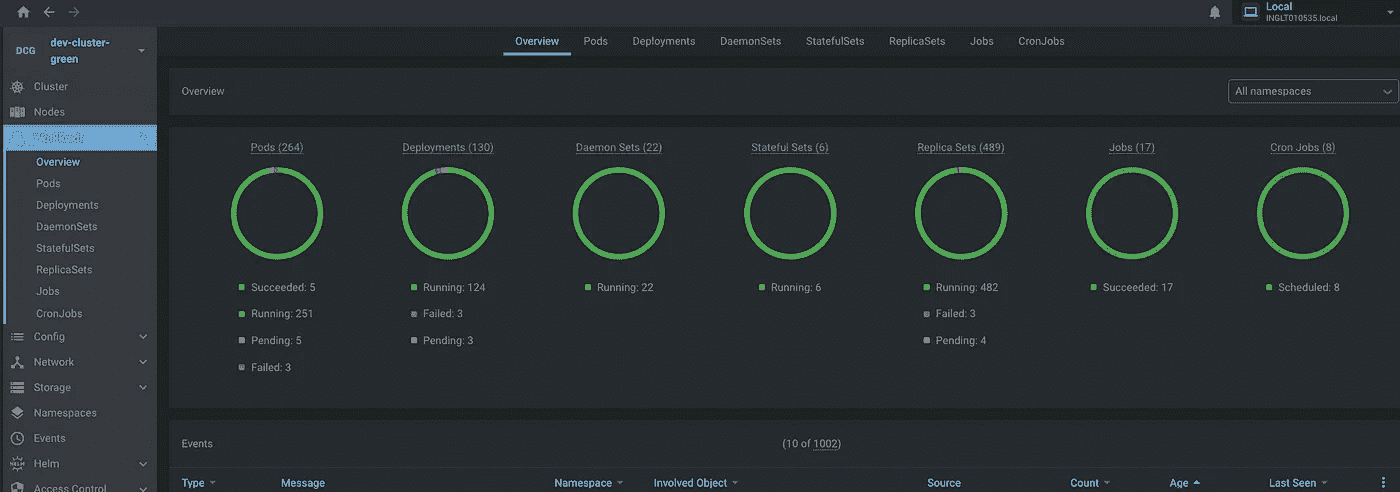 Local
INGLT010535.local
DCG
dev-cluster-
green
Cluster
Nodes
Overview
Pods
Deployments
DaemonSets
StatefulSets
ReplicaSets
Jobs
CronJobs
Config
Network
Storage
Namespaces
Events
Helm
Access Control
Overview Pods Deployments DaemonSets StatefulSets ReplicaSets Jobs CronJobs
Overview
All namespaces
Pods (264)
Succeeded: 5
Running: 251
Pending: 5
Failed: 3
Deployments (130)
Running: 124
Failed: 3
Pending: 3
Daemon Sets (22)
Running: 22
Stateful Sets (6)
Running: 6
Replica Sets (489)
Running: 482
Failed: 3
Pending: 4
Jobs (17)
Succeeded: 17
Cron Jobs (8)
Scheduled: 8
Events (10 of 1002)
Type Message Namespace Involved Object Source Count Age Last Seen